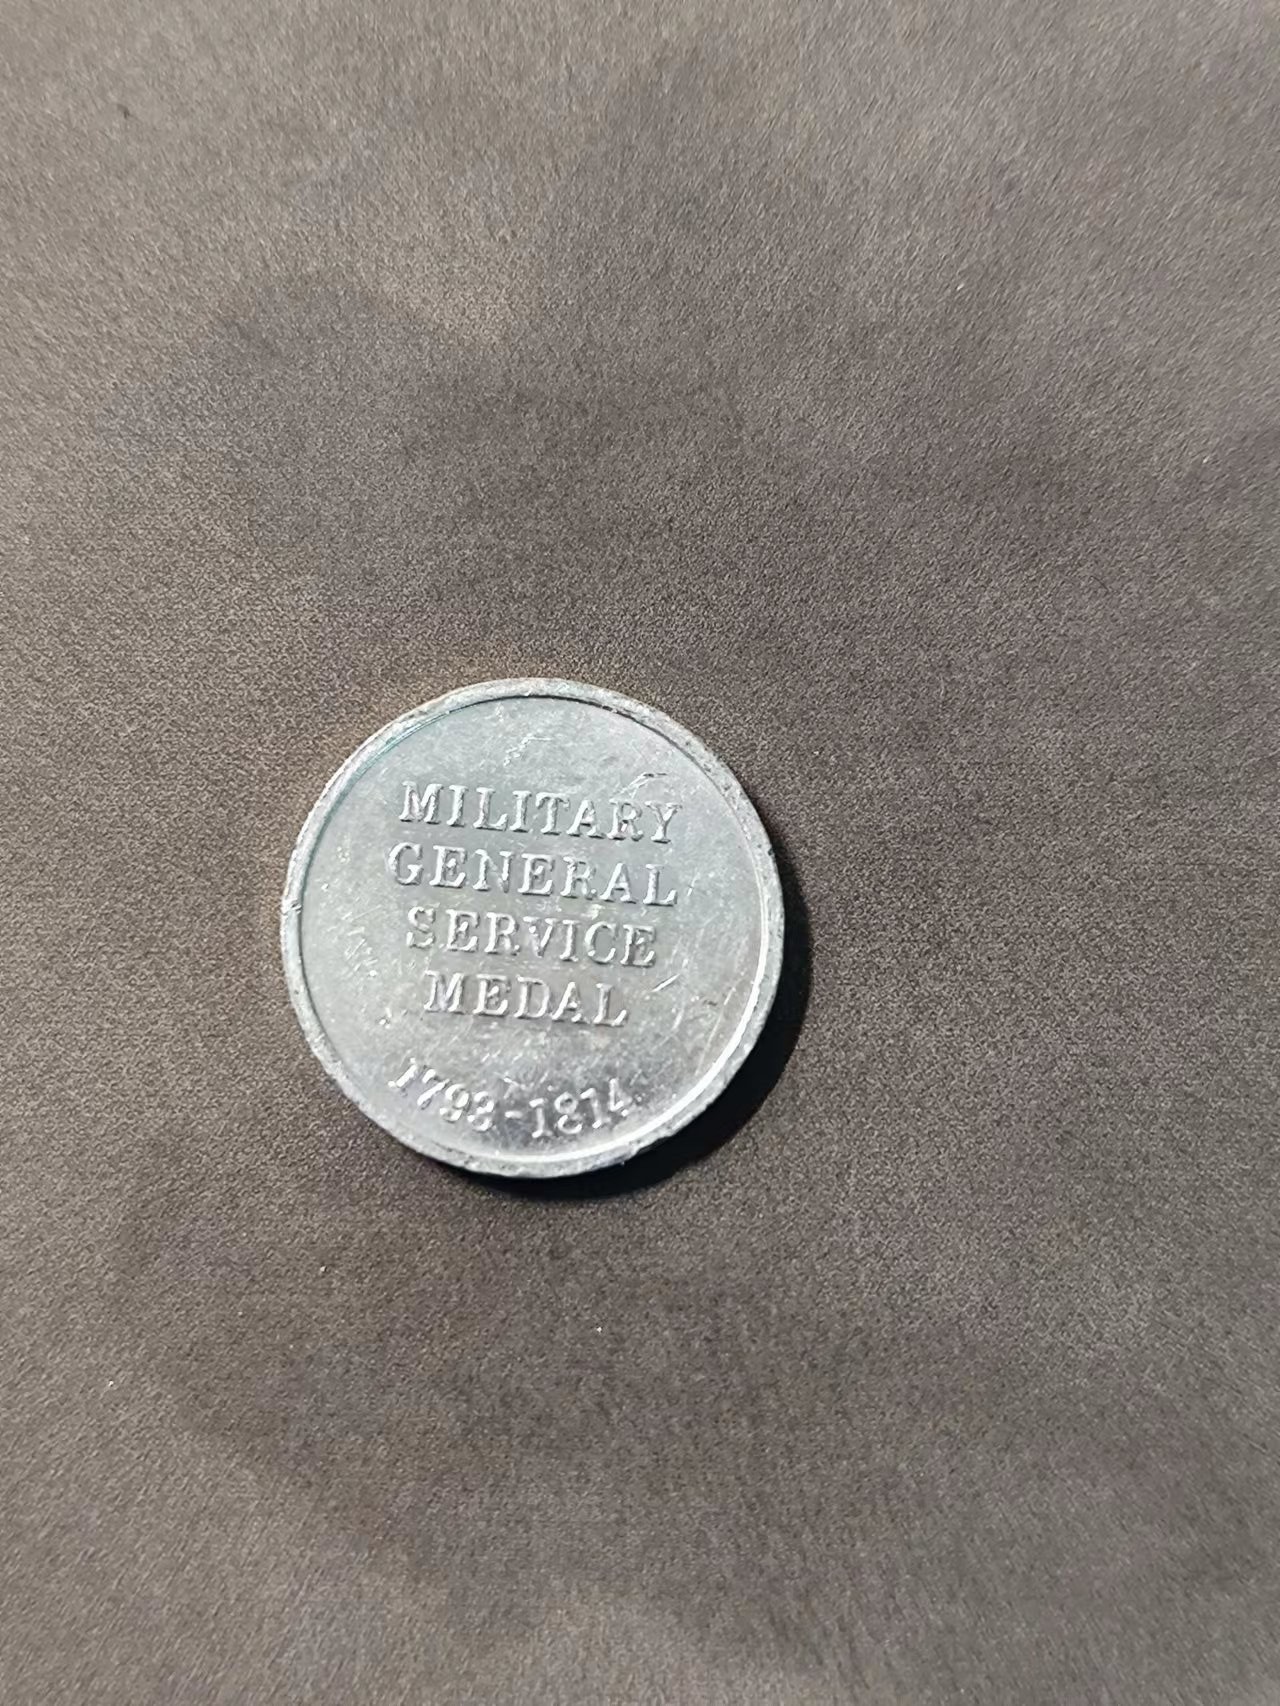 MILITARY
GENERAL
SERVICE
MEDAL
1793-1814